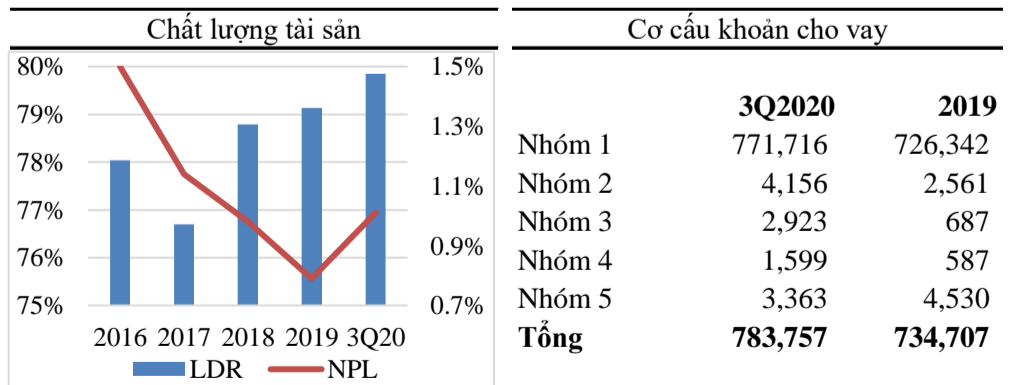 Chất lượng tài sản
80%
79%
78%
77%
76%
75%
1.5%
1.3%
1.1%
0.9%
0.7%
2016 2017 2018 2019 3Q20
LDR NPL
Cơ cấu khoản cho vay
3Q2020 2019
Nhóm 1 771,716 726,342
Nhóm 2 4,156 2,561
Nhóm 3 2,923 687
Nhóm 4 1,599 587
Nhóm 5 3,363 4,530
Tổng 783,757 734,707